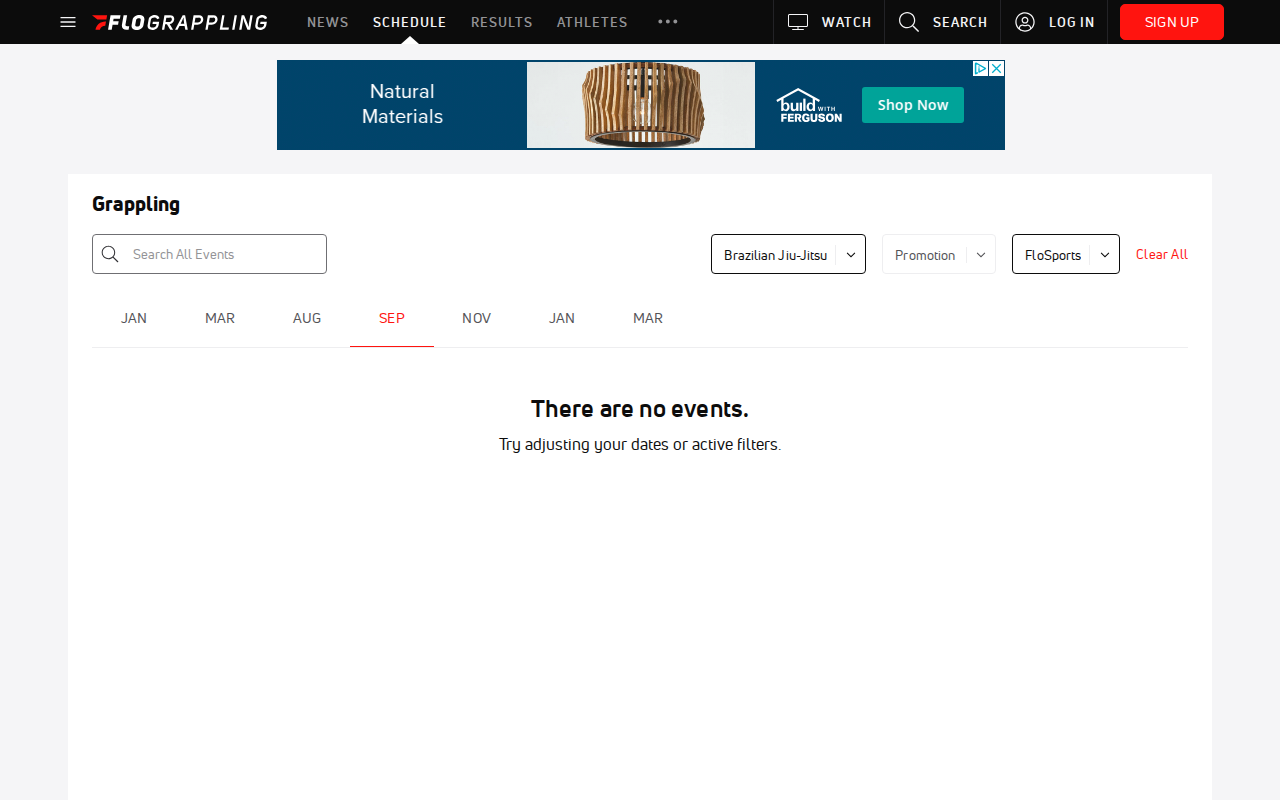 FLOGRAPPLING
NEWS
SCHEDULE
RESULTS
ATHLETES
WATCH
SEARCH
LOG IN
SIGN UP
Natural
Materials
build WITH
FERGUSON
Shop Now
Grappling
Search All Events
Brazilian Jiu-Jitsu
Promotion
FloSports
Clear All
JAN
MAR
AUG
SEP
NOV
JAN
MAR
There are no events.
Try adjusting your dates or active filters.